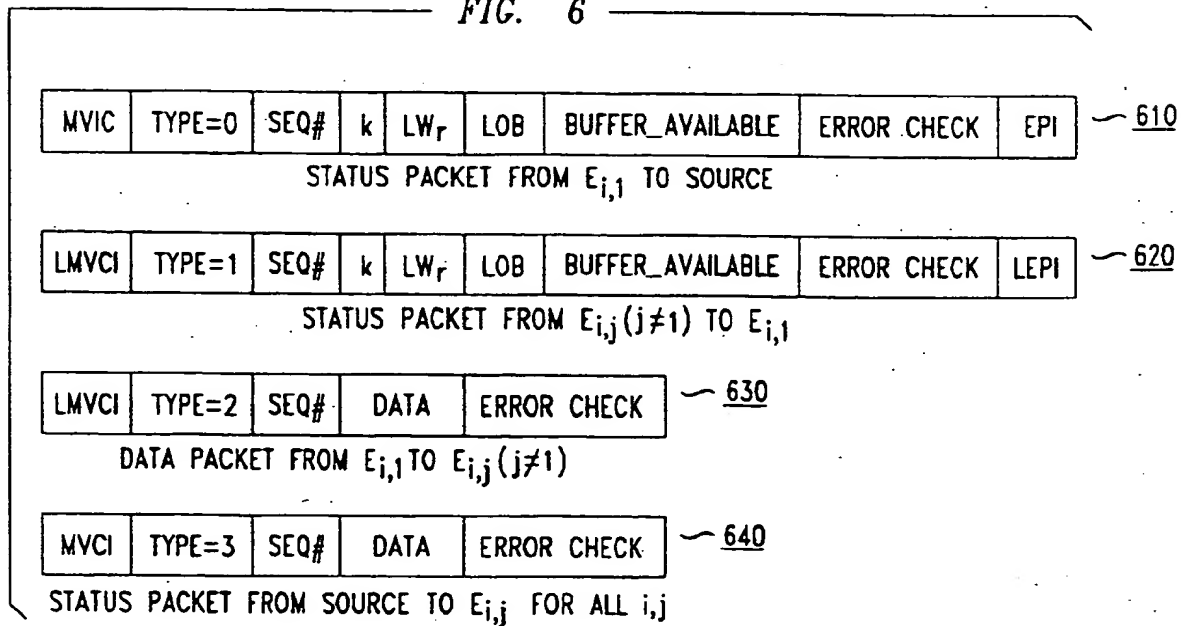 FIG. 6
MVIC TYPE=0 SEQ# k LWr LOB BUFFER_AVAILABLE ERROR CHECK EPI 610
STATUS PACKET FROM Ei,1 TO SOURCE
LMVCI TYPE=1 SEQ# k LWr LOB BUFFER_AVAILABLE ERROR CHECK LEPI 620
STATUS PACKET FROM Ei,j(j≠1) TO Ei,1
LMVCI TYPE=2 SEQ# DATA ERROR CHECK 630
DATA PACKET FROM Ei,1 TO Ei,j(j≠1)
MVCI TYPE=3 SEQ# DATA ERROR CHECK 640
STATUS PACKET FROM SOURCE TO Ei,j FOR ALL i,j